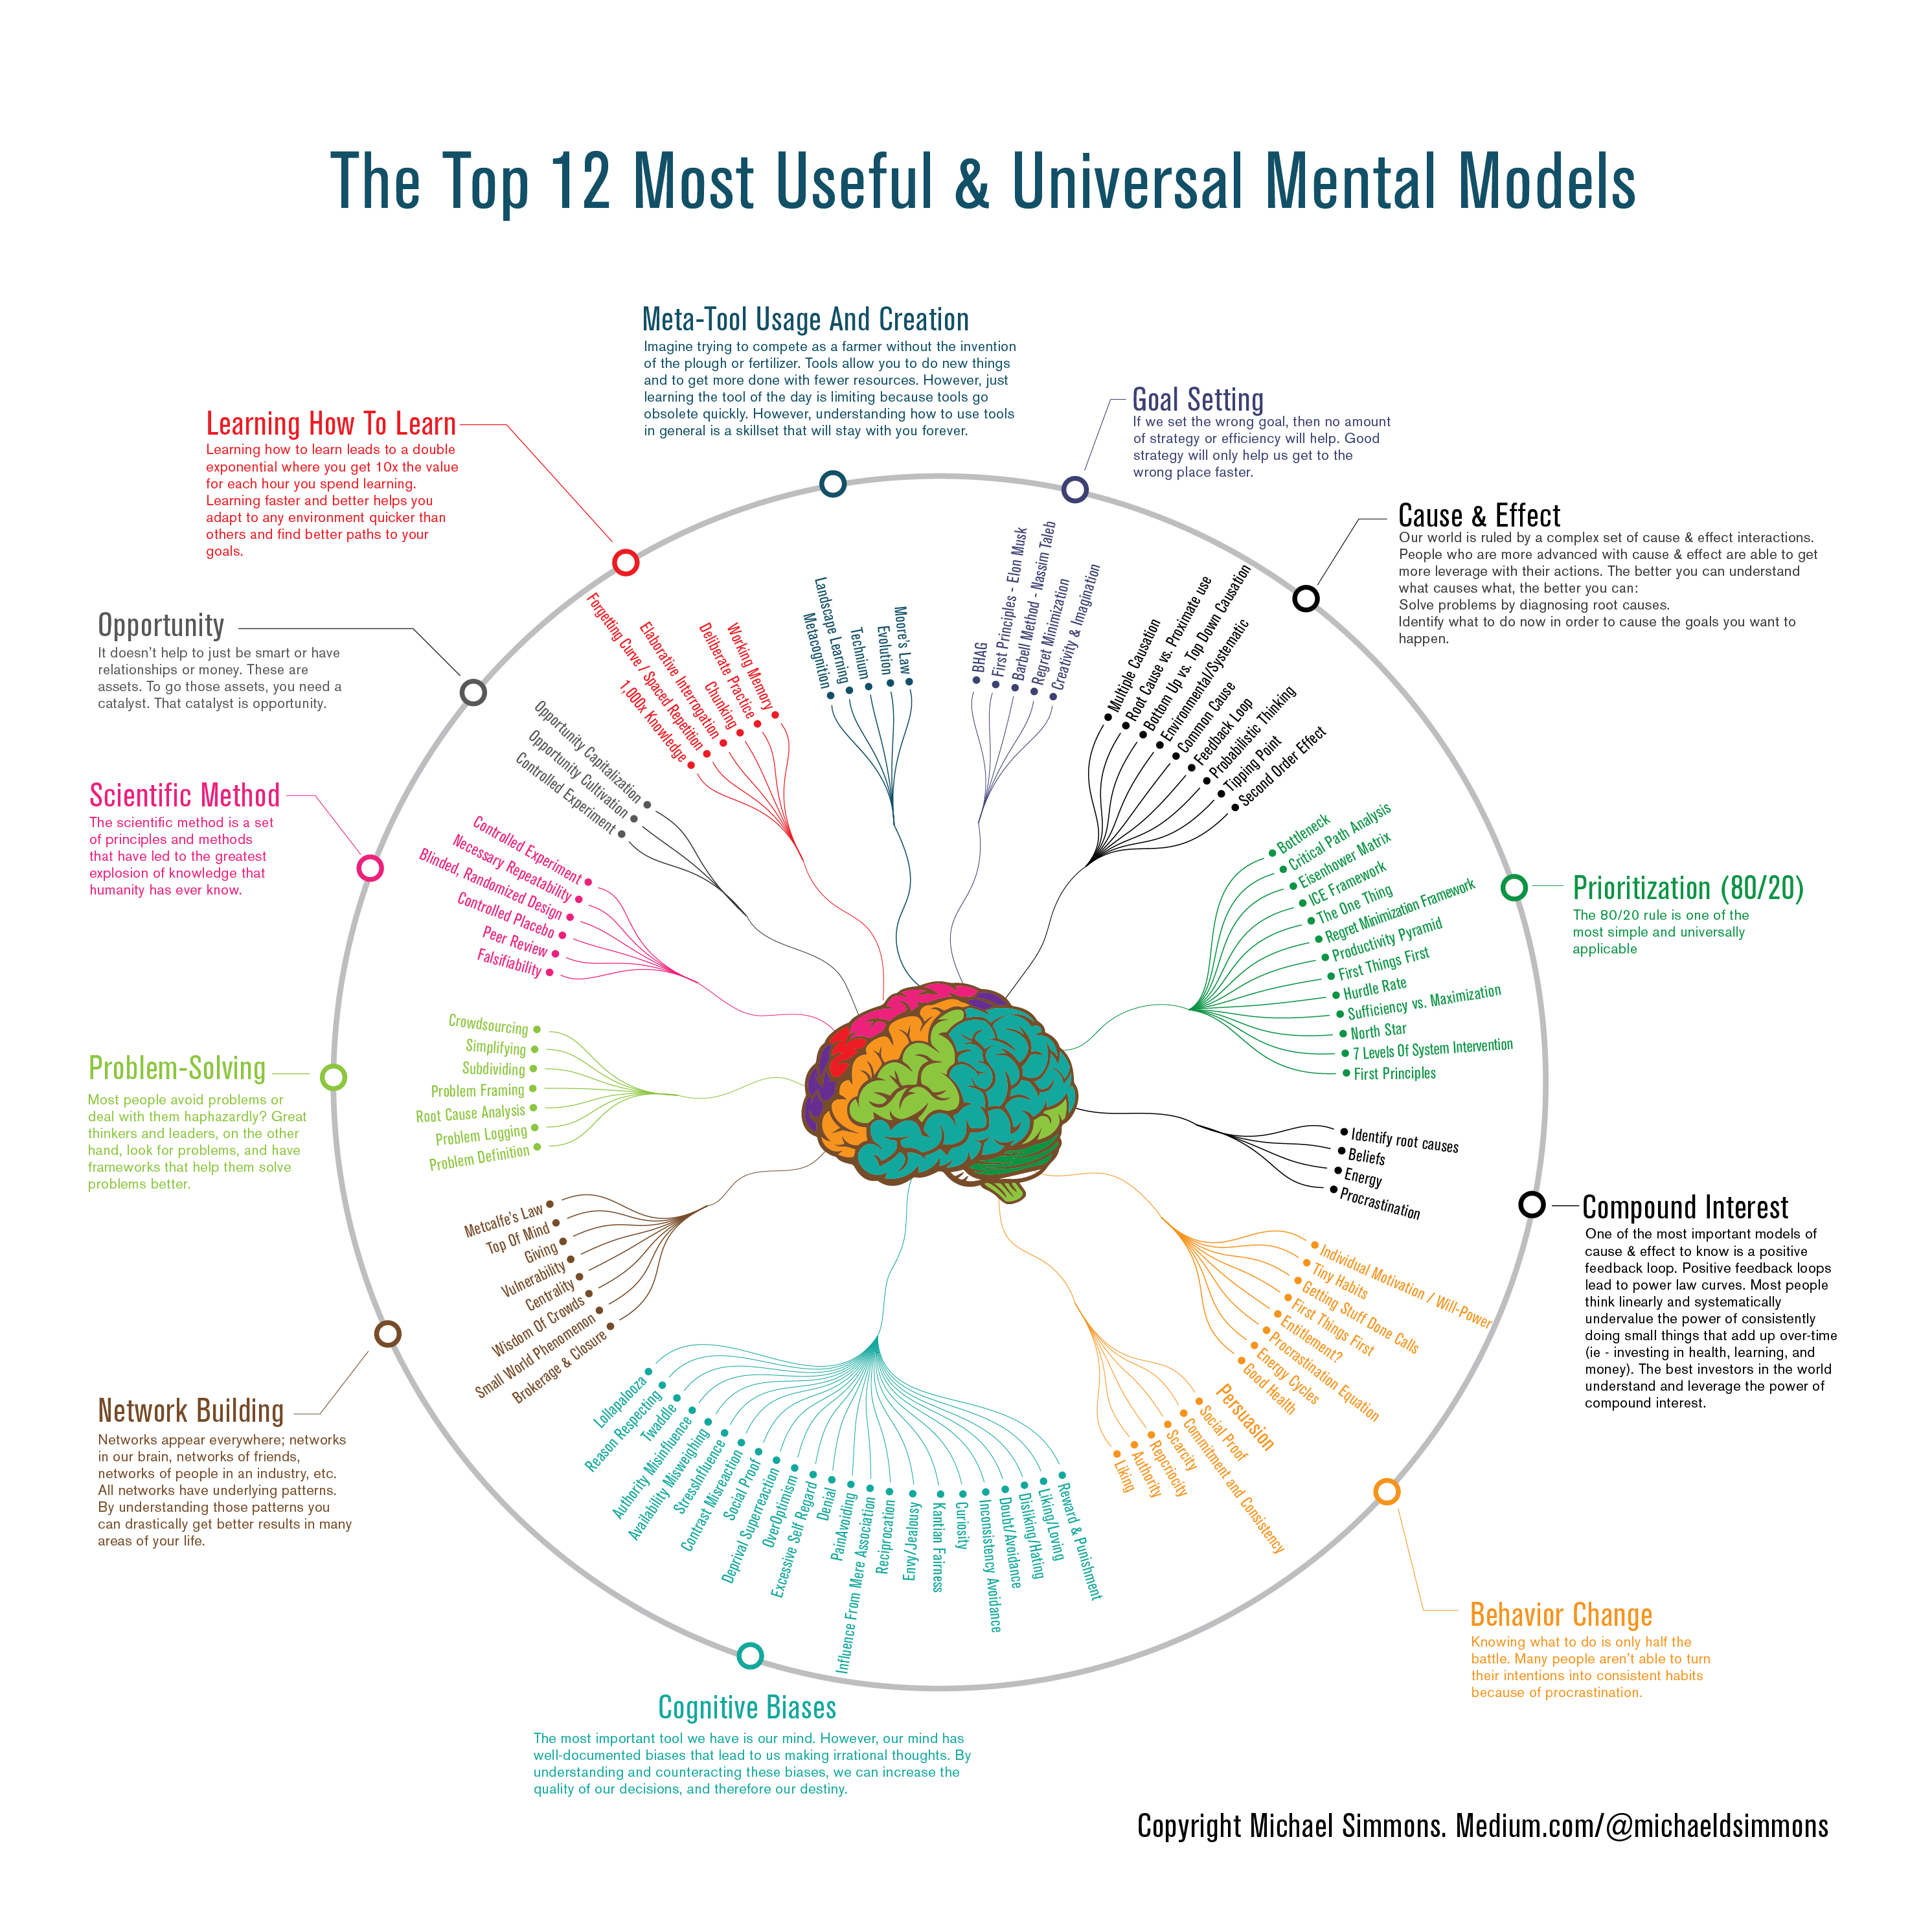 The Top 12 Most Useful & Universal Mental Models
Meta-Tool Usage And Creation
Imagine trying to compete as a farmer without the invention
of the plough or fertilizer. Tools allow you to do new things
and to get more done with fewer resources. However, just
learning the tool of the day is limiting because tools go
obsolete quickly. However, understanding how to use tools
in general is a skillset that will stay with you forever.
Goal Setting
If we set the wrong goal, then no amount
of strategy or efficiency will help. Good
strategy will only help us get to the
wrong place faster.
Cause & Effect
Our world is ruled by a complex set of cause & effect interactions.
People who are more advanced with cause & effect are able to get
more leverage with their actions. The better you can understand
what causes what, the better you can:
Solve problems by diagnosing root causes.
Identify what to do now in order to cause the goals you want to
happen.
Prioritization (80/20)
The 80/20 rule is one of the
most simple and universally
applicable
Compound Interest
One of the most important models of
cause & effect to know is a positive
feedback loop. Positive feedback loops
lead to power law curves. Most people
think linearly and systematically
undervalue the power of consistently
doing small things that add up over-time
(ie - investing in health, learning, and
money). The best investors in the world
understand and leverage the power of
compound interest.
Behavior Change
Knowing what to do is only half the
battle. Many people aren't able to turn
their intentions into consistent habits
because of procrastination.
Cognitive Biases
The most important tool we have is our mind. However, our mind has
well-documented biases that lead to us making irrational thoughts. By
understanding and counteracting these biases, we can increase the
quality of our decisions, and therefore our destiny.
Network Building
Networks appear everywhere; networks
in our brain, networks of friends,
networks of people in an industry, etc.
All networks have underlying patterns.
By understanding those patterns you
can drastically get better results in many
areas of your life.
Problem-Solving
Most people avoid problems or
deal with them haphazardly? Great
thinkers and leaders, on the other
hand, look for problems, and have
frameworks that help them solve
problems better.
Scientific Method
The scientific method is a set
of principles and methods
that have led to the greatest
explosion of knowledge that
humanity has ever know.
Opportunity
It doesn't help to just be smart or have
relationships or money. These are
assets. To go those assets, you need a
catalyst. That catalyst is opportunity.
Learning How To Learn
Learning how to learn leads to a double
exponential where you get 10x the value
for each hour you spend learning.
Learning faster and better helps you
adapt to any environment quicker than
others and find better paths to your
goals.
Metacognition
Landscape Learning
Technium
Evolution
Moore's Law
BHAG
First Principles - Elon Musk
Barbell Method - Nassim Taleb
Regret Minimization
Creativity & Imagination
Multiple Causation
Root Cause vs. Proximate use
Bottom Up vs. Top Down Causation
Environmental/Systematic
Common Cause
Feedback Loop
Probabilistic Thinking
Tipping Point
Second Order Effect
Bottleneck
Critical Path Analysis
Eisenhower Matrix
ICE Framework
The One Thing
Regret Minimization Framework
Productivity Pyramid
First Things First
Hurdle Rate
Sufficiency vs. Maximization
North Star
7 Levels Of System Intervention
First Principles
Identify root causes
Beliefs
Energy
Procrastination
Individual Motivation / Will-Power
Tiny Habits
Getting Stuff Done Calls
First Things First
Entitlement?
Procrastination Equation
Energy Cycles
Good Health
Persuasion
Social Proof
Commitment and Consistency
Scarcity
Repcriocity
Authority
Liking
Reward & Punishment
Liking/Loving
Disliking/Hating
Doubt/Avoidance
Inconsistency Avoidance
Curiosity
Kantian Fairness
Envy/Jealousy
Reciprocation
Influence From Mere Association
PainAvoiding
Denial
Excessive Self Regard
OverOptimism
Deprival Superreaction
Social Proof
Contrast Misreaction
StressInfluence
Availability Misweighing
Authority Misinfluence
Twaddle
Reason Respecting
Lollapalooza
Brokerage & Closure
Small World Phenomenon
Wisdom Of Crowds
Centrality
Vulnerability
Giving
Top Of Mind
Metcalfe's Law
Problem Definition
Problem Logging
Root Cause Analysis
Problem Framing
Subdividing
Simplifying
Crowdsourcing
Falsifiability
Peer Review
Controlled Placebo
Blinded, Randomized Design
Necessary Repeatability
Controlled Experiment
Controlled Experiment
Opportunity Cultivation
Opportunity Capitalization
1,000x Knowledge
Forgetting Curve / Spaced Repetition
Elaborative Interrogation
Chunking
Deliberate Practice
Working Memory
Copyright Michael Simmons. Medium.com/@michaeldsimmons